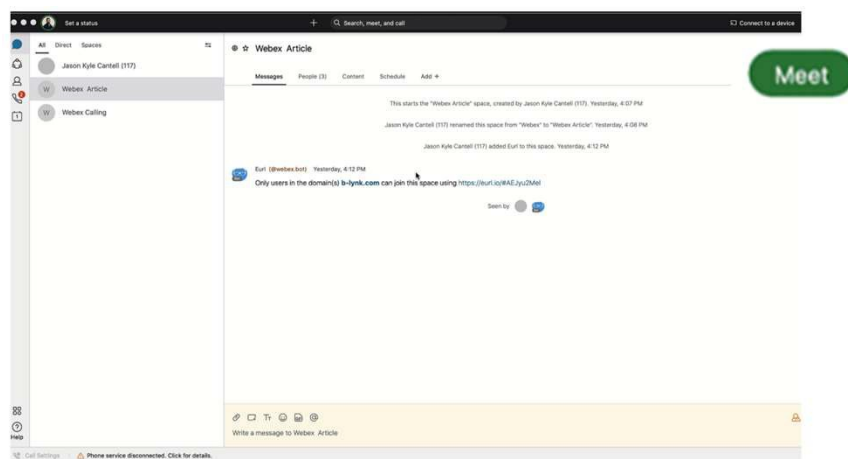 Set a status
+
Search, meet, and call
Connect to a device
All Direct Spaces
Jason Kyle Cantell (117)
W Webex Article
W Webex Calling
Webex Article
Meet
Messages People (3) Content Schedule Add +
This starts the "Webex Article" space, created by Jason Kyle Cantell (117). Yesterday, 4:07 PM
Jason Kyle Cantell (117) renamed this space from "Webex" to "Webex Article". Yesterday, 4:08 PM
Jason Kyle Cantell (117) added Eurl to this space. Yesterday, 4:12 PM
Eurl (@webex.bot) Yesterday, 4:12 PM
Only users in the domain(s) b-lynk.com can join this space using https://eurl.io/#AEJyu2MeI
Seen by
Write a message to Webex Article
Help
Call Settings
Phone service disconnected. Click for details.